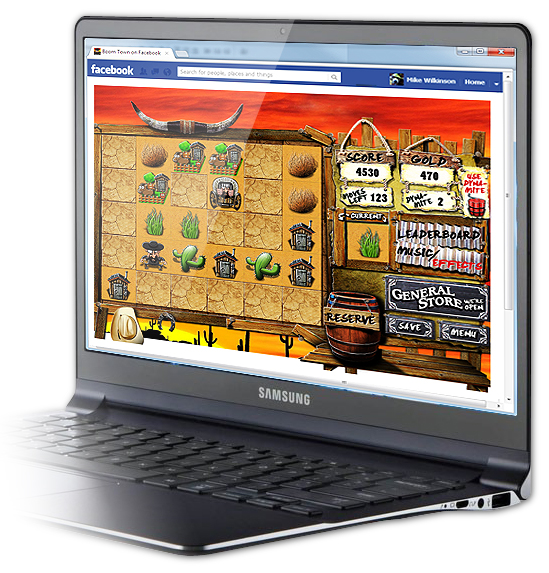 Boom Town on Facebook
facebook
Search for people, places and things
Mike Wilkinson
Home
SCORE
4530
GOLD
470
USE
DYNA-
MITE
MOVES
LEFT 123
DYNA-
MITE 2
CURRENT
LEADERBOARD
MUSIC/
EFFECTS
GENERAL
STORE WE'RE
OPEN
RESERVE
SAVE
MENU
SAMSUNG